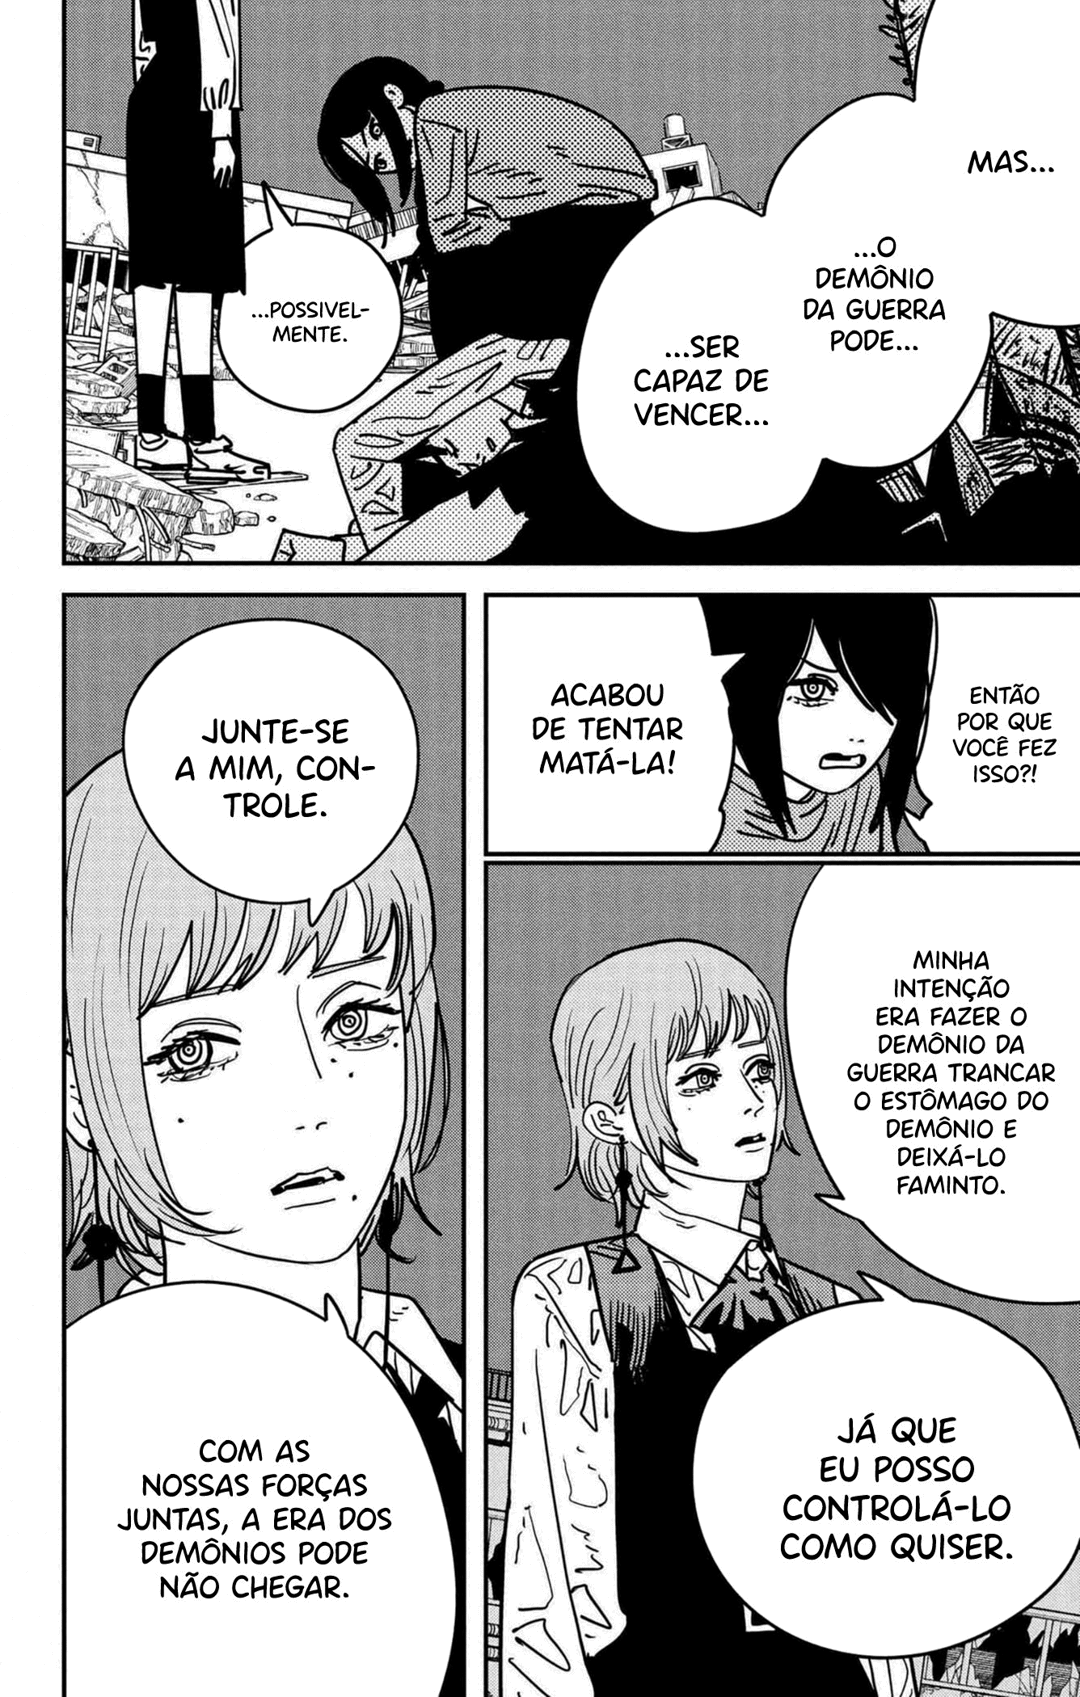 MAS...
...O
DEMÔNIO
DA GUERRA
PODE...
...SER
CAPAZ DE
VENCER...
...POSSIVEL-
MENTE.
ENTÃO
POR QUE
VOCÊ FEZ
ISSO?!
ACABOU
DE TENTAR
MATÁ-LA!
MINHA
INTENÇÃO
ERA FAZER O
DEMÔNIO DA
GUERRA TRANCAR
O ESTÔMAGO DO
DEMÔNIO E
DEIXÁ-LO
FAMINTO.
JÁ QUE
EU POSSO
CONTROLÁ-LO
COMO QUISER.
JUNTE-SE
A MIM, CON-
TROLE.
COM AS
NOSSAS FORÇAS
JUNTAS, A ERA DOS
DEMÔNIOS PODE
NÃO CHEGAR.